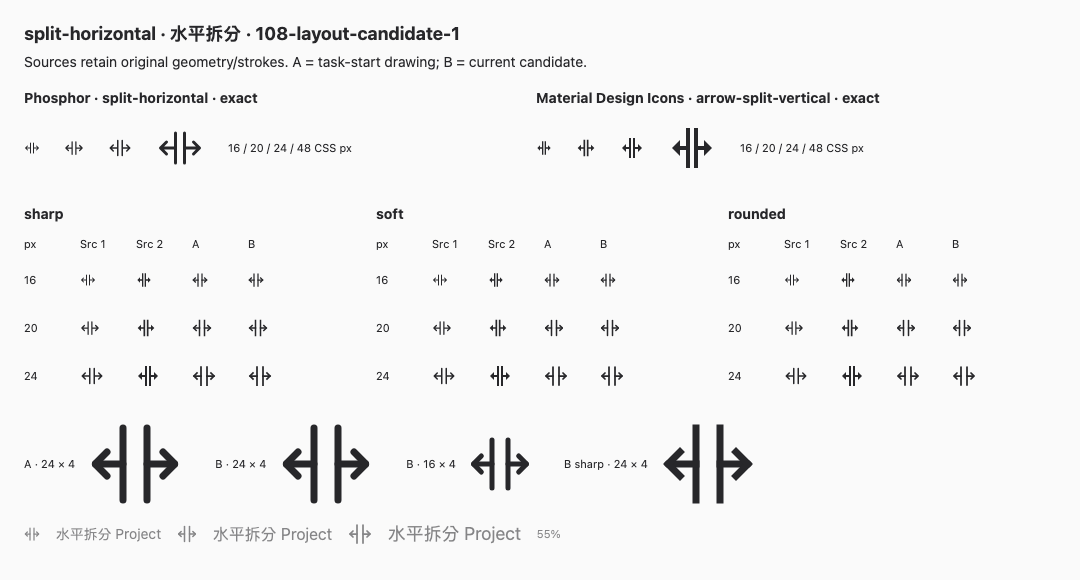 split-horizontal · 水平拆分 · 108-layout-candidate-1
Sources retain original geometry/strokes. A = task-start drawing; B = current candidate.
Phosphor · split-horizontal · exact
Material Design Icons · arrow-split-vertical · exact
16 / 20 / 24 / 48 CSS px
16 / 20 / 24 / 48 CSS px
sharp
soft
rounded
px Src 1 Src 2 A B
px Src 1 Src 2 A B
px Src 1 Src 2 A B
16
16
16
20
20
20
24
24
24
A · 24 × 4
B · 24 × 4
B · 16 × 4
B sharp · 24 × 4
水平拆分 Project
水平拆分 Project
水平拆分 Project
55%